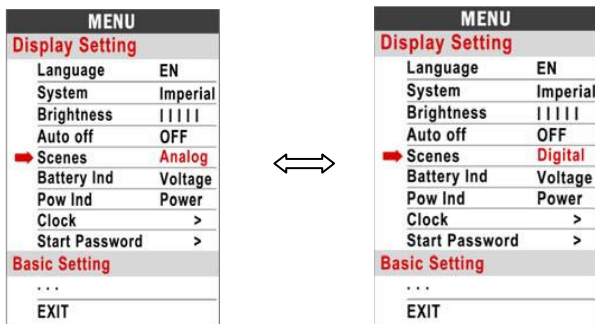 MENU
Display Setting
Language EN
System Imperial
Brightness | | | | |
Auto off OFF
Scenes Analog
Battery Ind Voltage
Pow Ind Power
Clock >
Start Password >
Basic Setting
...
EXIT
MENU
Display Setting
Language EN
System Imperial
Brightness | | | | |
Auto off OFF
Scenes Digital
Battery Ind Voltage
Pow Ind Power
Clock >
Start Password >
Basic Setting
...
EXIT